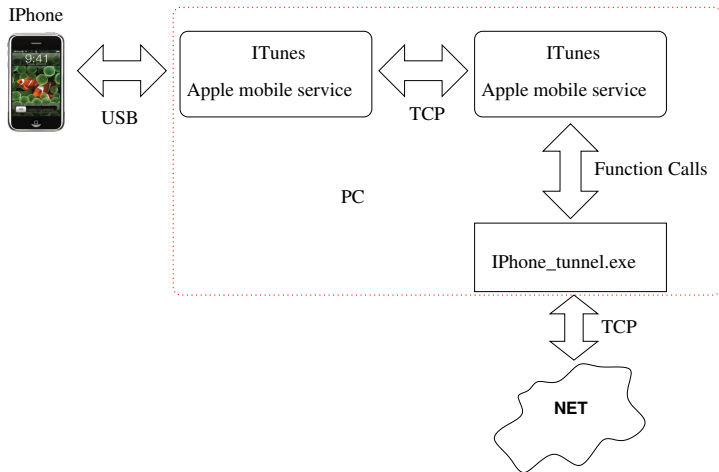 IPhone
9:41
USB
ITunes
Apple mobile service
TCP
ITunes
Apple mobile service
Function Calls
PC
IPhone_tunnel.exe
TCP
NET